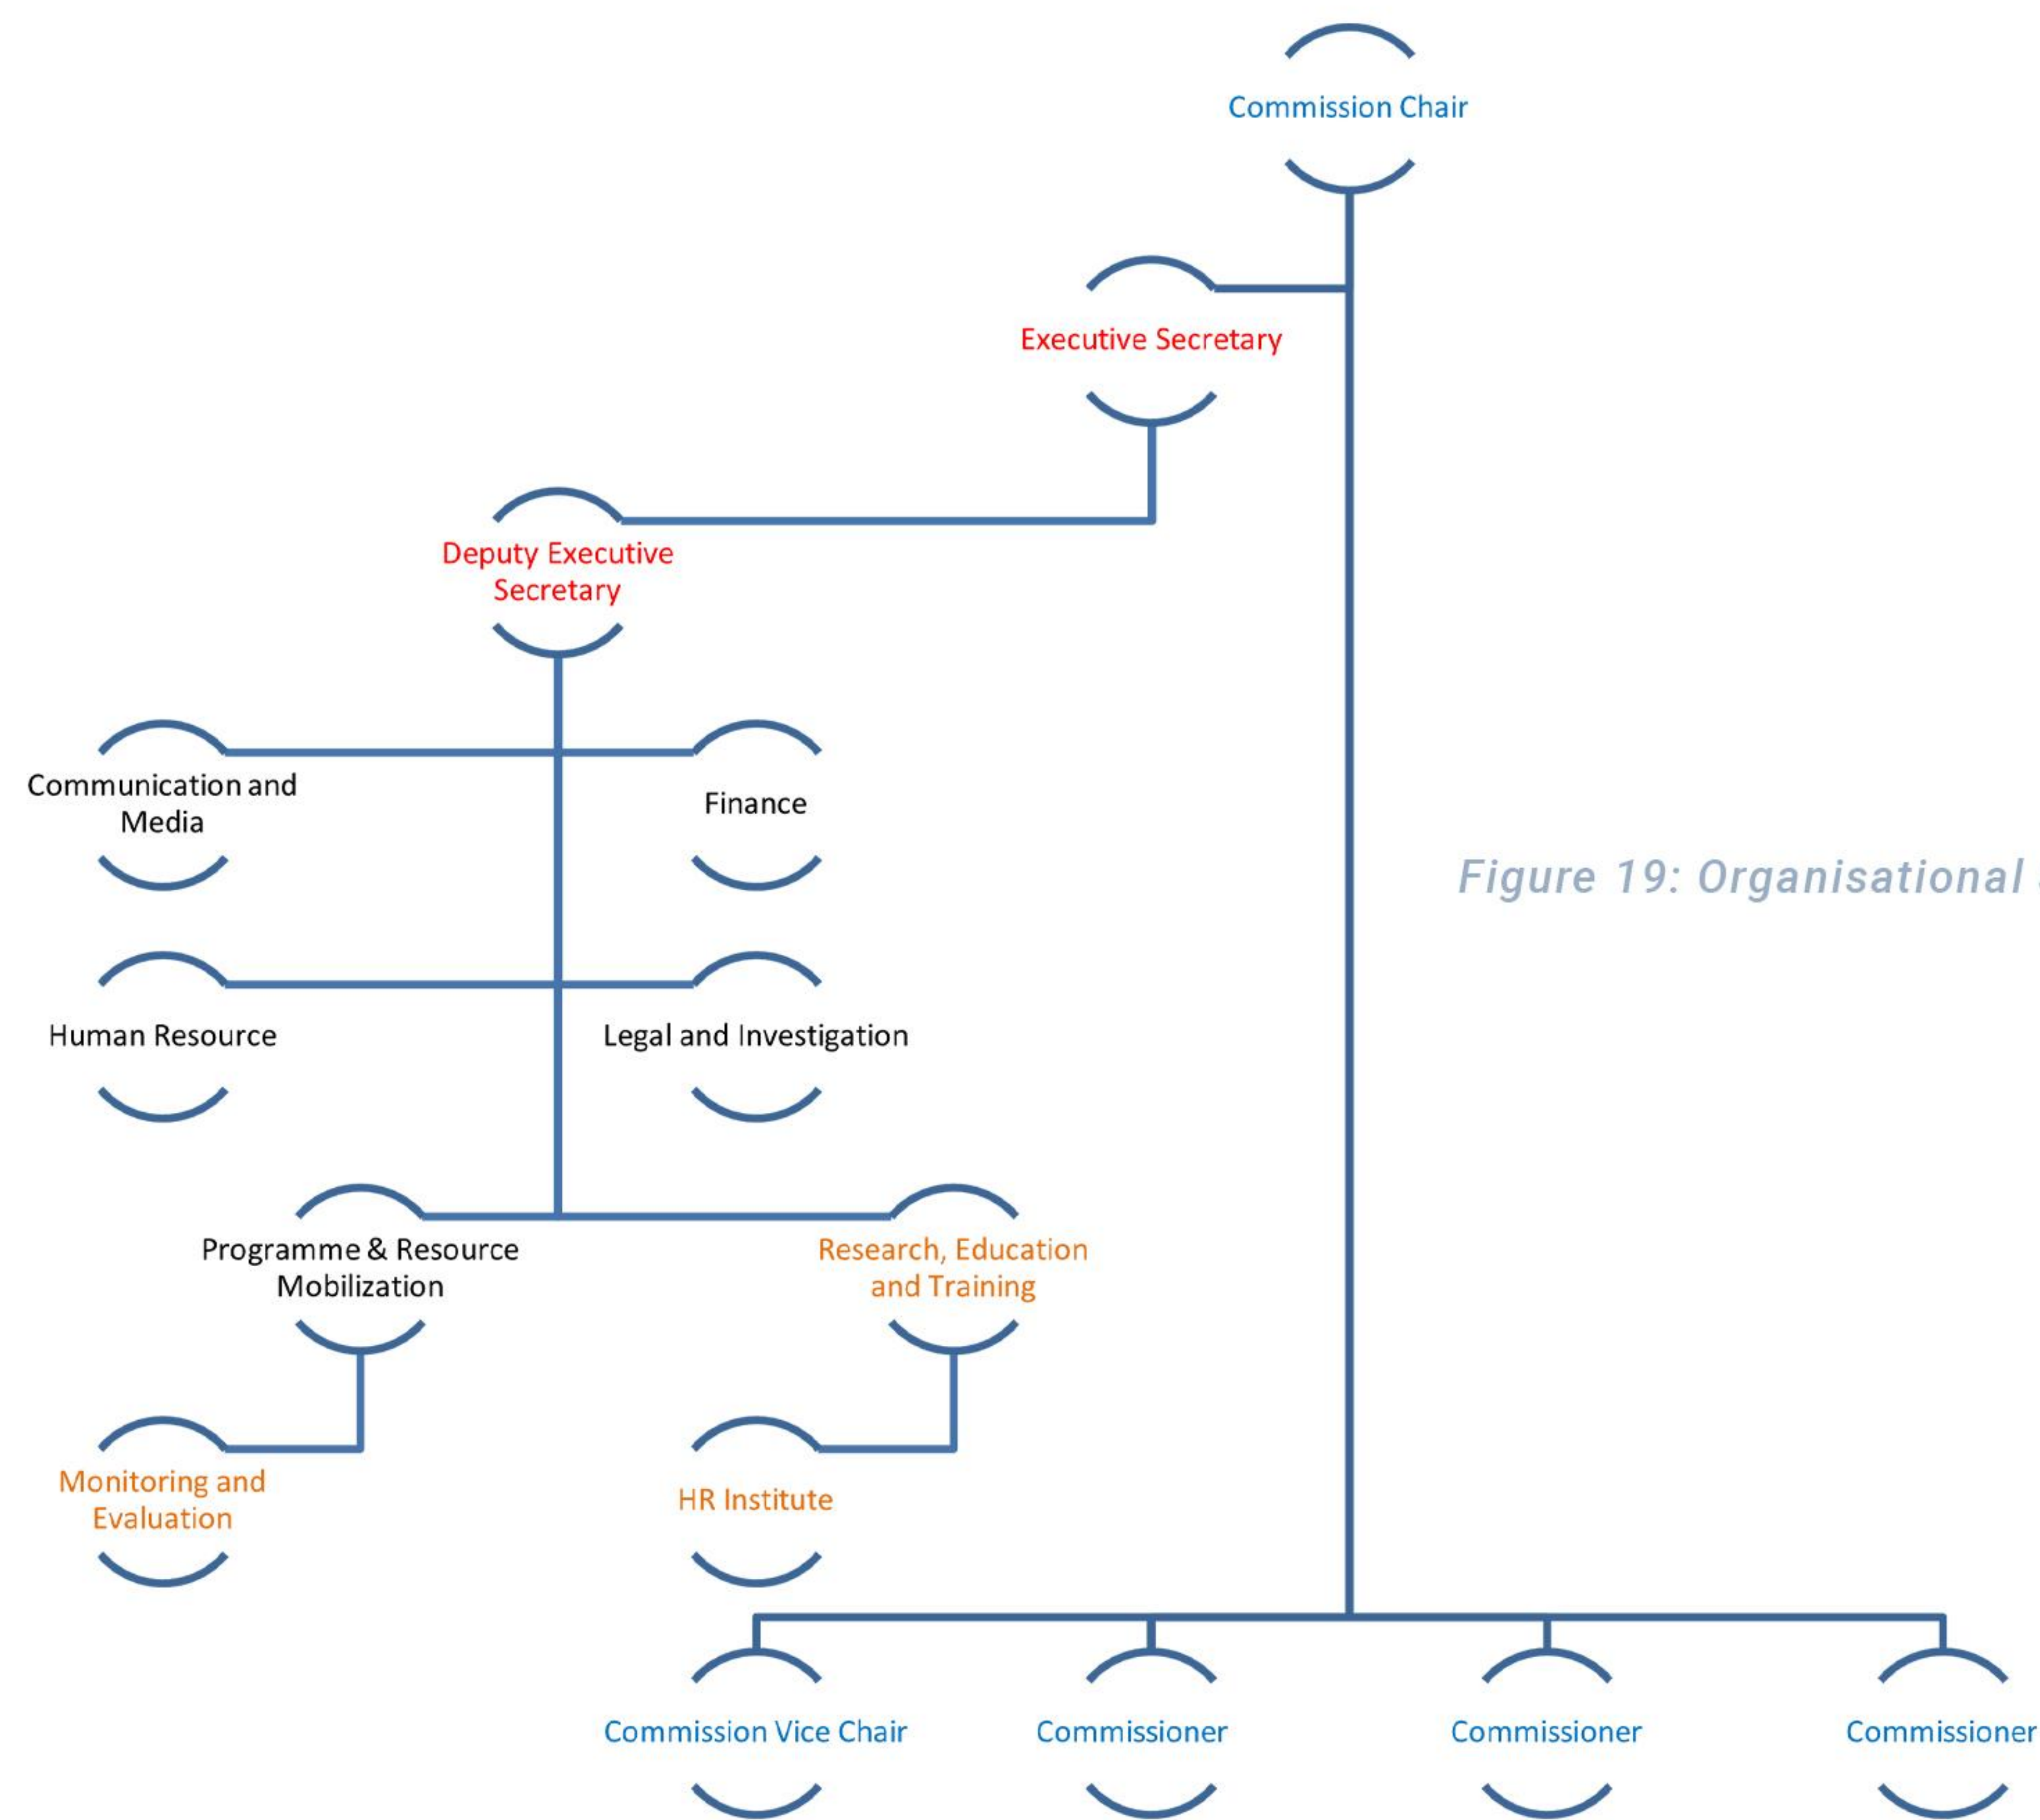 Commission Chair
Executive Secretary
Deputy Executive
Secretary
Communication and
Media
Finance
Figure 19: Organisational
Human Resource
Legal and Investigation
Programme & Resource
Mobilization
Research, Education
and Training
Monitoring and
Evaluation
HR Institute
Commission Vice Chair
Commissioner
Commissioner
Commissioner